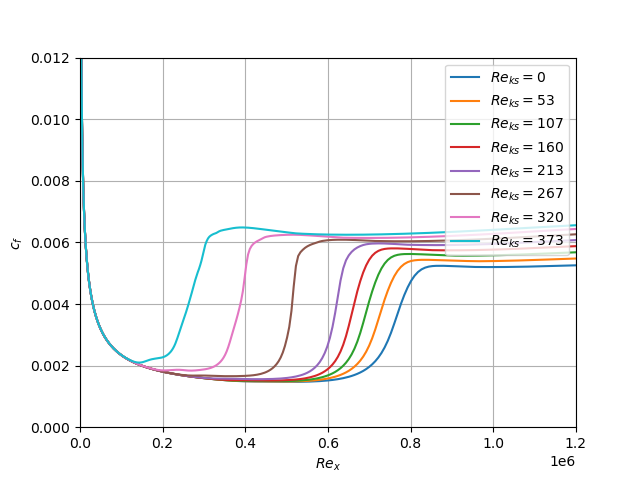 0.012
0.010
0.008
0.006
0.004
0.002
0.000
c_f
Re_ks = 0
Re_ks = 53
Re_ks = 107
Re_ks = 160
Re_ks = 213
Re_ks = 267
Re_ks = 320
Re_ks = 373
0.0 0.2 0.4 0.6 0.8 1.0 1.2
Re_x
1e6